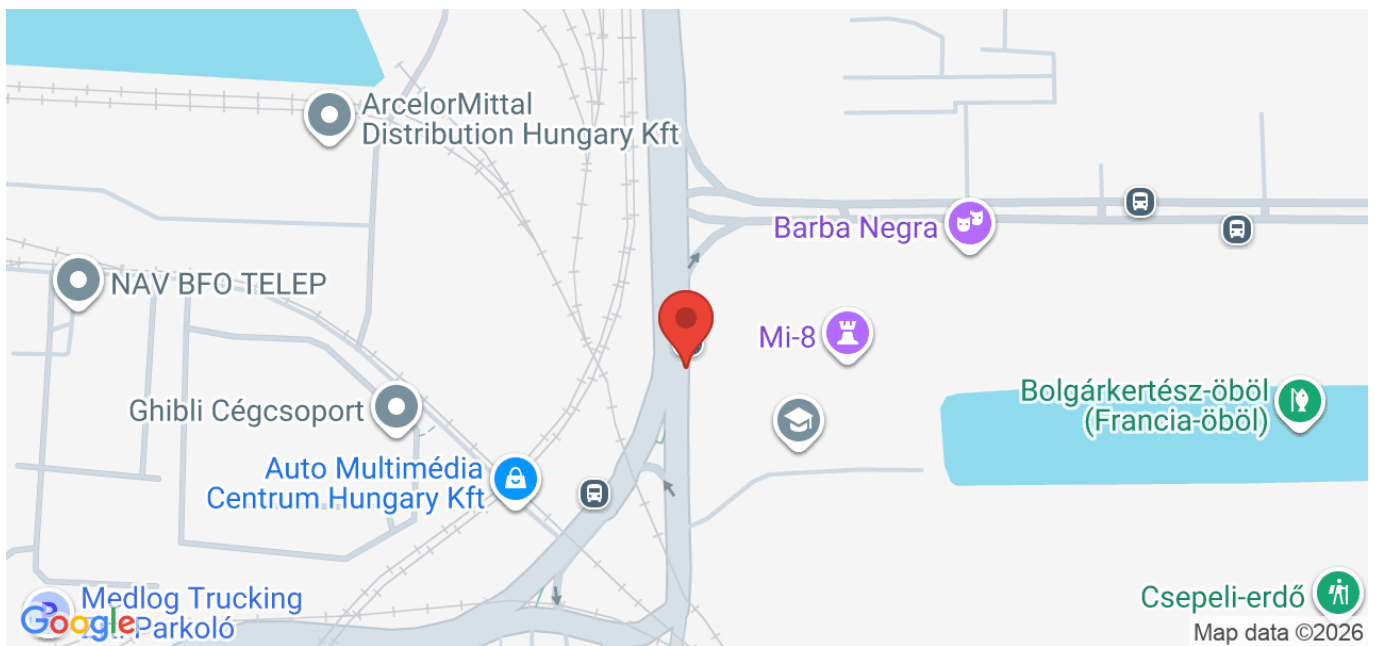 ArcelorMittal
Distribution Hungary Kft
Barba Negra
NAV BFO TELEP
Mi-8
Bolgárkertész-öböl
(Francia-öböl)
Ghibli Cégcsoport
Auto Multimédia
Centrum Hungary Kft
Csepeli-erdő
Medlog Trucking
Parkoló
Google
Map data ©2026